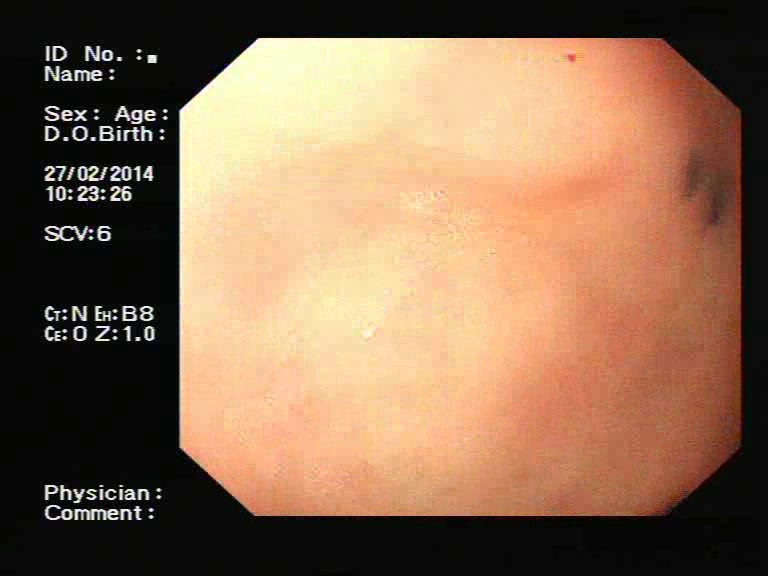 ID No. :
Name:
Sex: Age:
D.O.Birth:
27/02/2014
10:23:26
SCV:6
CT:N EH:B8
CE:0 Z:1.0
Physician:
Comment: